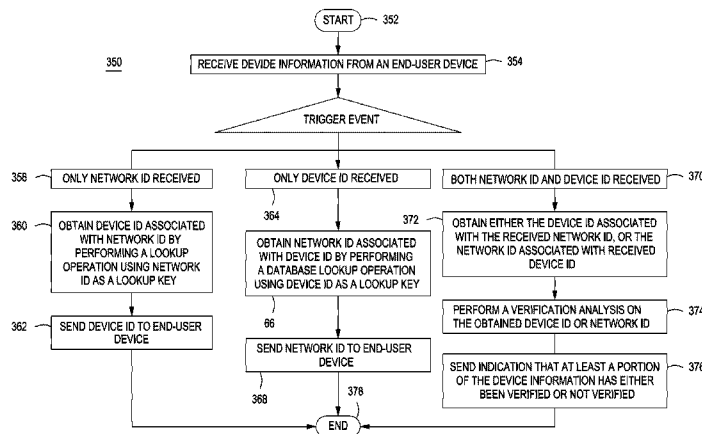 START
352
350
RECEIVE DEVIDE INFORMATION FROM AN END-USER DEVICE
354
TRIGGER EVENT
358
ONLY NETWORK ID RECEIVED
ONLY DEVICE ID RECEIVED
364
BOTH NETWORK ID AND DEVICE ID RECEIVED
370
360
OBTAIN DEVICE ID ASSOCIATED
WITH NETWORK ID BY
PERFORMING A LOOKUP
OPERATION USING NETWORK
ID AS A LOOKUP KEY
OBTAIN NETWORK ID ASSOCIATED
WITH DEVICE ID BY PERFORMING
A DATABASE LOOKUP OPERATION
USING DEVICE ID AS A LOOKUP KEY
66
372
OBTAIN EITHER THE DEVICE ID ASSOCIATED
WITH THE RECEIVED NETWORK ID, OR THE
NETWORK ID ASSOCIATED WITH RECEIVED
DEVICE ID
362
SEND DEVICE ID TO END-USER
DEVICE
SEND NETWORK ID TO END-USER
DEVICE
368
PERFORM A VERIFICATION ANALYSIS ON
THE OBTAINED DEVICE ID OR NETWORK ID
374
SEND INDICATION THAT AT LEAST A PORTION
OF THE DEVICE INFORMATION HAS EITHER
BEEN VERIFIED OR NOT VERIFIED
376
378
END